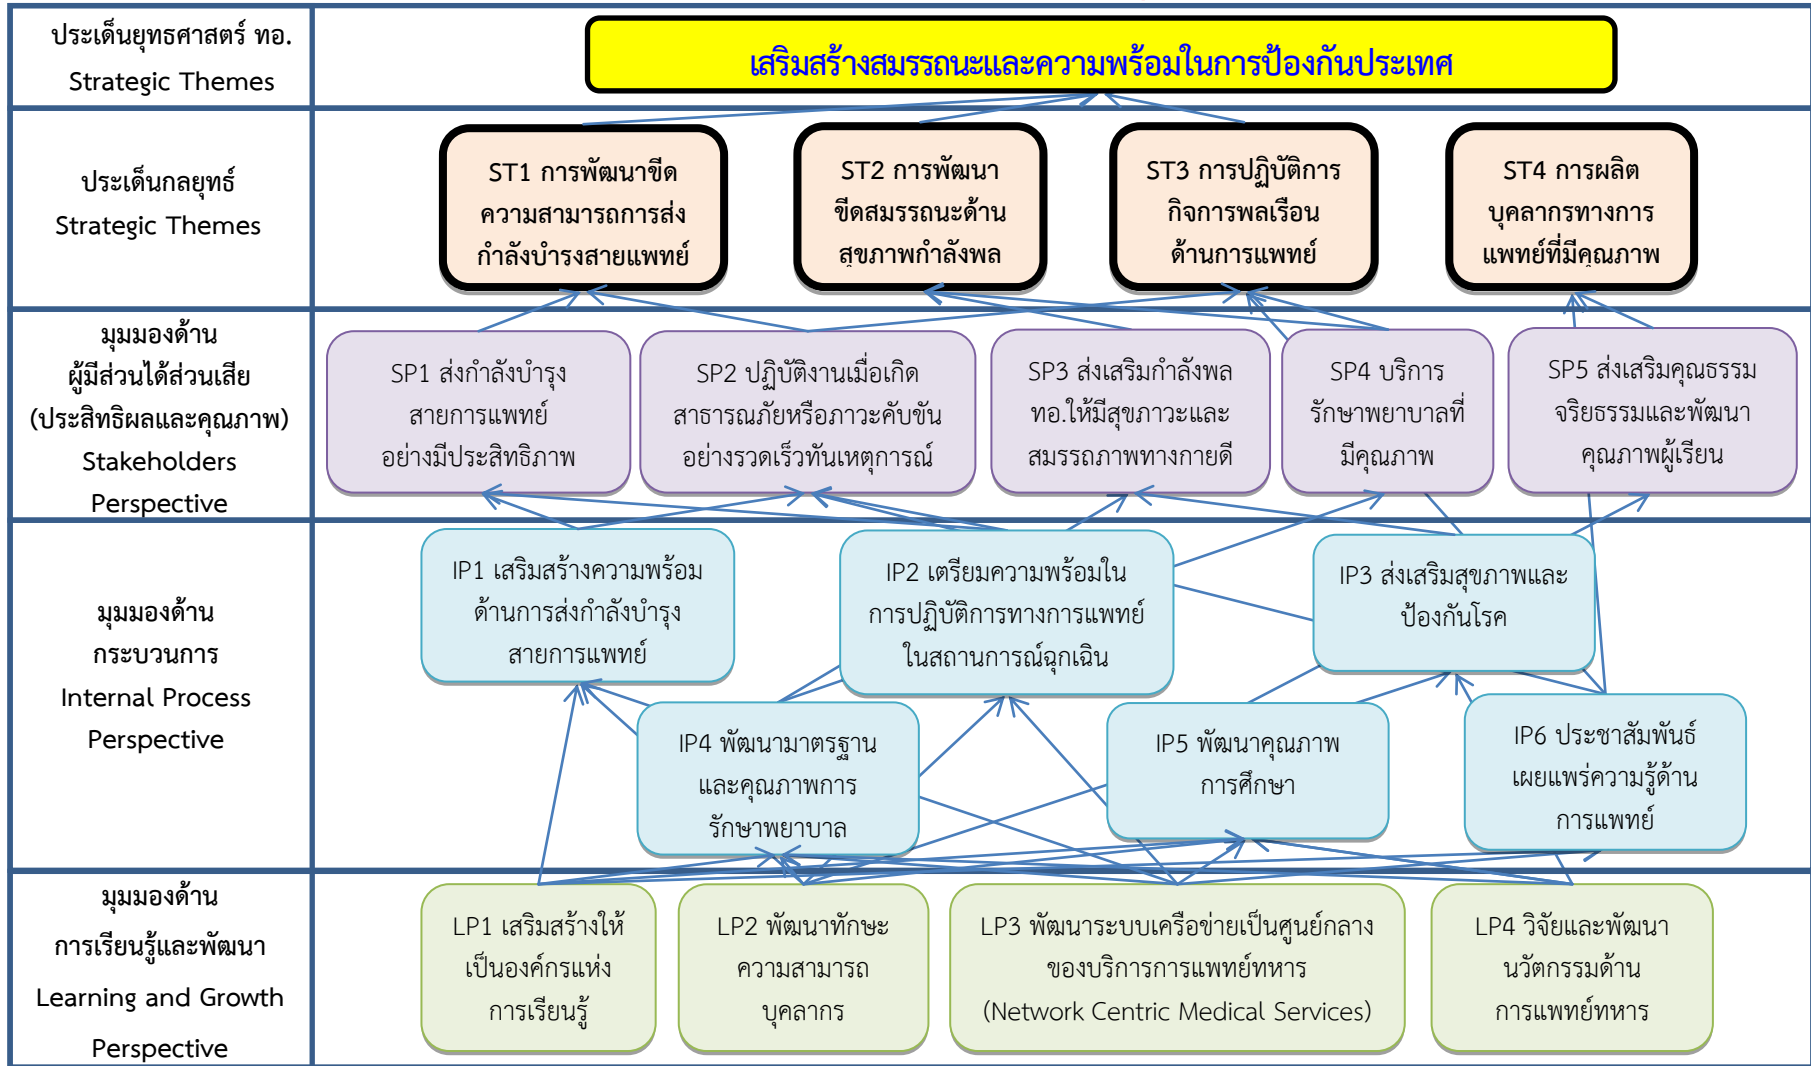 ประเด็นยุทธศาสตร์ ทอ.
Strategic Themes
เสริมสร้างสมรรถนะและความพร้อมในการป้องกันประเทศ
ประเด็นกลยุทธ์
Strategic Themes
ST1 การพัฒนาขีด
ความสามารถการส่ง
กำลังบำรงสายแพทย์
ST2 การพัฒนา
ขีดสมรรถนะด้าน
สุขภาพกำลังพล
ST3 การปฏิบัติการ
กิจการพลเรือน
ด้านการแพทย์
ST4 การผลิต
บุคลากรทางการ
แพทย์ที่มีคุณภาพ
มุมมองด้าน
ผู้มีส่วนได้ส่วนเสีย
(ประสิทธิผลและคุณภาพ)
Stakeholders
Perspective
SP1 ส่งกำลังบำรุง
สายการแพทย์
อย่างมีประสิทธิภาพ
SP2 ปฏิบัติงานเมื่อเกิด
สาธารณภัยหรือภาวะคับขัน
อย่างรวดเร็วทันเหตุการณ์
SP3 ส่งเสริมกำลังพล
ทอ.ให้มีสุขภาวะและ
สมรรถภาพทางกายดี
SP4 บริการ
รักษาพยาบาลที่
มีคุณภาพ
SP5 ส่งเสริมคุณธรรม
จริยธรรมและพัฒนา
คุณภาพผู้เรียน
มุมมองด้าน
กระบวนการ
Internal Process
Perspective
IP1 เสริมสร้างความพร้อม
ด้านการส่งกำลังบำรุง
สายการแพทย์
IP2 เตรียมความพร้อมใน
การปฏิบัติการทางการแพทย์
ในสถานการณ์ฉุกเฉิน
IP3 ส่งเสริมสุขภาพและ
ป้องกันโรค
IP4 พัฒนามาตรฐาน
และคุณภาพการ
รักษาพยาบาล
IP5 พัฒนาคุณภาพ
การศึกษา
IP6 ประชาสัมพันธ์
เผยแพร่ความรู้ด้าน
การแพทย์
มุมมองด้าน
การเรียนรู้และพัฒนา
Learning and Growth
Perspective
LP1 เสริมสร้างให้
เป็นองค์กรแห่ง
การเรียนรู้
LP2 พัฒนาทักษะ
ความสามารถ
บุคลากร
LP3 พัฒนาระบบเครือข่ายเป็นศูนย์กลาง
ของบริการการแพทย์ทหาร
(Network Centric Medical Services)
LP4 วิจัยและพัฒนา
นวัตกรรมด้าน
การแพทย์ทหาร